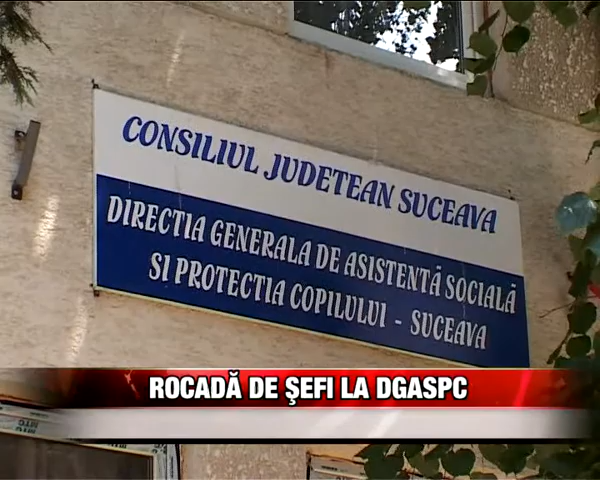 CONSILIUL JUDETEAN SUCEAVA
DIRECTIA GENERALA DE ASISTENTĂ SOCIALĂ
SI PROTECTIA COPILULUI - SUCEAVA
ROCADĂ DE ŞEFI LA DGASPC